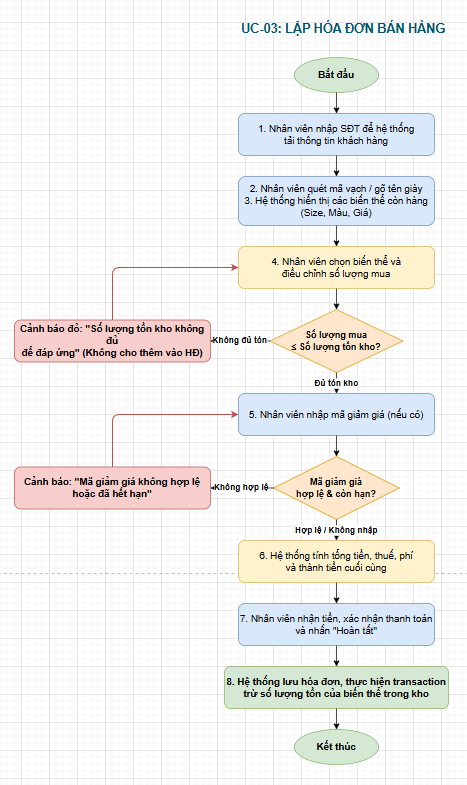 UC-03: LẬP HÓA ĐƠN BÁN HÀNG
Bắt đầu
1. Nhân viên nhập SĐT để hệ thống
tải thông tin khách hàng
2. Nhân viên quét mã vạch / gõ tên giày
3. Hệ thống hiển thị các biến thể còn hàng
(Size, Màu, Giá)
4. Nhân viên chọn biến thể và
điều chỉnh số lượng mua
Số lượng mua
≤ Số lượng tồn kho?
Không đủ tồn
Cảnh báo đỏ: "Số lượng tồn kho không
đủ
để đáp ứng" (Không cho thêm vào HĐ)
Đủ tồn kho
5. Nhân viên nhập mã giảm giá (nếu có)
Mã giảm giá
hợp lệ & còn hạn?
Không hợp lệ
Cảnh báo: "Mã giảm giá không hợp lệ
hoặc đã hết hạn"
Hợp lệ / Không nhập
6. Hệ thống tính tổng tiền, thuế, phí
và thành tiền cuối cùng
7. Nhân viên nhận tiền, xác nhận thanh toán
và nhấn "Hoàn tất"
8. Hệ thống lưu hóa đơn, thực hiện transaction
trừ số lượng tồn của biến thể trong kho
Kết thúc